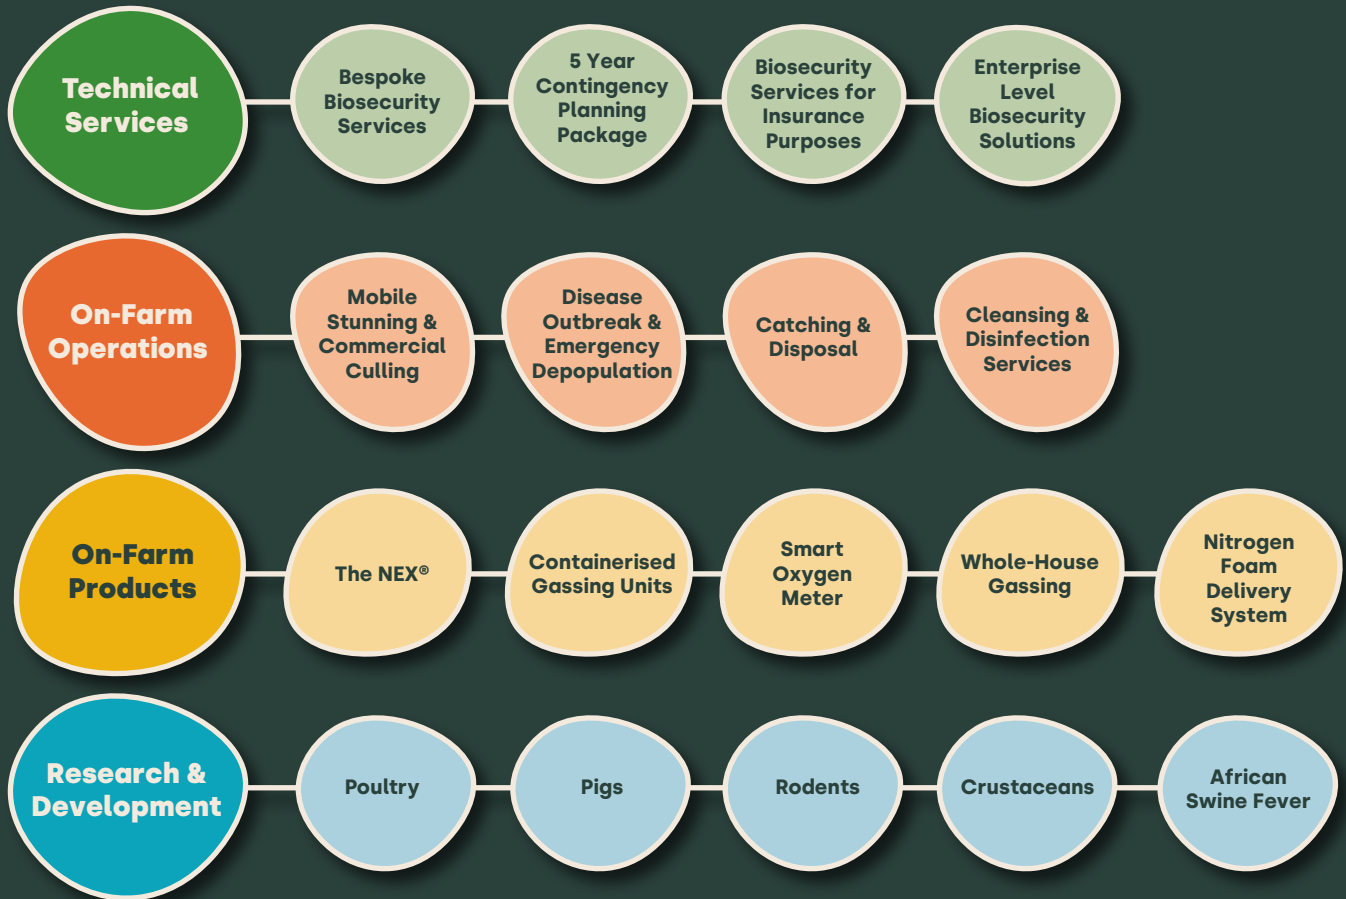 Technical
Services
Bespoke
Biosecurity
Services
5 Year
Contingency
Planning
Package
Biosecurity
Services for
Insurance
Purposes
Enterprise
Level
Biosecurity
Solutions
On-Farm
Operations
Mobile
Stunning &
Commercial
Culling
Disease
Outbreak &
Emergency
Depopulation
Catching &
Disposal
Cleansing &
Disinfection
Services
On-Farm
Products
The NEX®
Containerised
Gassing Units
Smart
Oxygen
Meter
Whole-House
Gassing
Nitrogen
Foam
Delivery
System
Research &
Development
Poultry
Pigs
Rodents
Crustaceans
African
Swine Fever